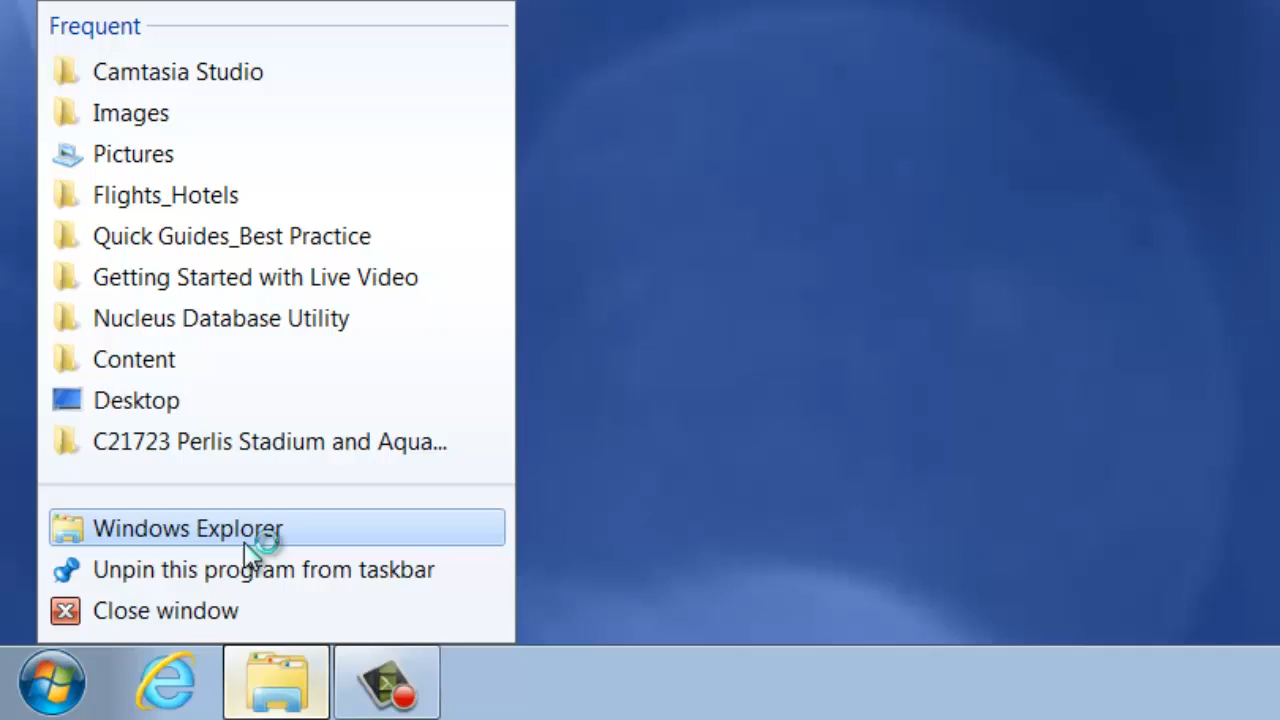 Frequent
Camtasia Studio
Images
Pictures
Flights_Hotels
Quick Guides_Best Practice
Getting Started with Live Video
Nucleus Database Utility
Content
Desktop
C21723 Perlis Stadium and Aqua...
Windows Explorer
Unpin this program from taskbar
Close window